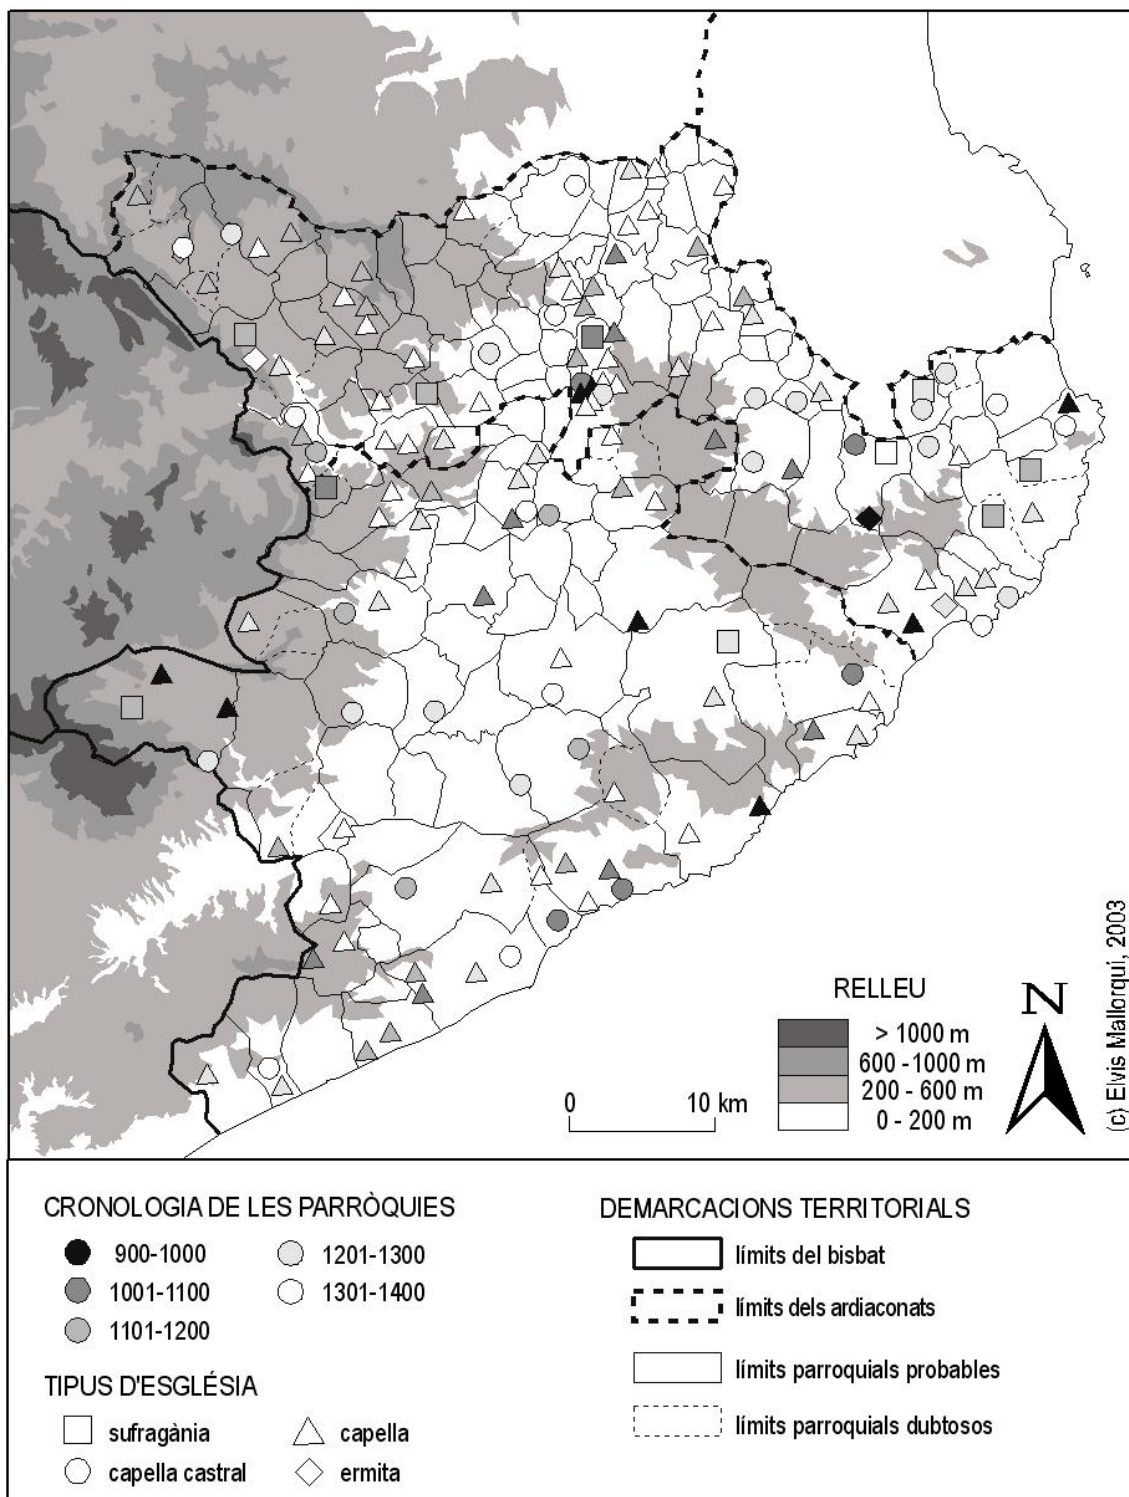 RELLEU
> 1000 m
600 -1000 m
200 - 600 m
0 - 200 m
N
0 10 km
(c) Elvis Mallorquí, 2003
CRONOLOGIA DE LES PARRÒQUIES
900-1000
1001-1100
1101-1200
1201-1300
1301-1400
TIPUS D'ESGLÉSIA
sufragània
capella castral
capella
ermita
DEMARCACIONS TERRITORIALS
límits del bisbat
límits dels ardiaconats
límits parroquials probables
límits parroquials dubtosos